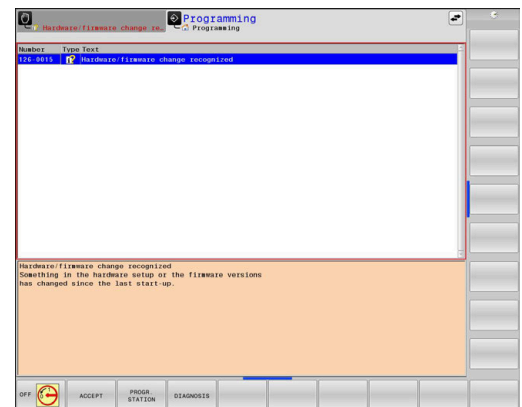 Hardware/firmware change re…
Programming
Programming
Number Type Text
126-0015 Hardware/firmware change recognized
Hardware/firmware change recognized
Something in the hardware setup or the firmware versions
has changed since the last start-up.
OFF
ACCEPT
PROGR.
STATION
DIAGNOSIS